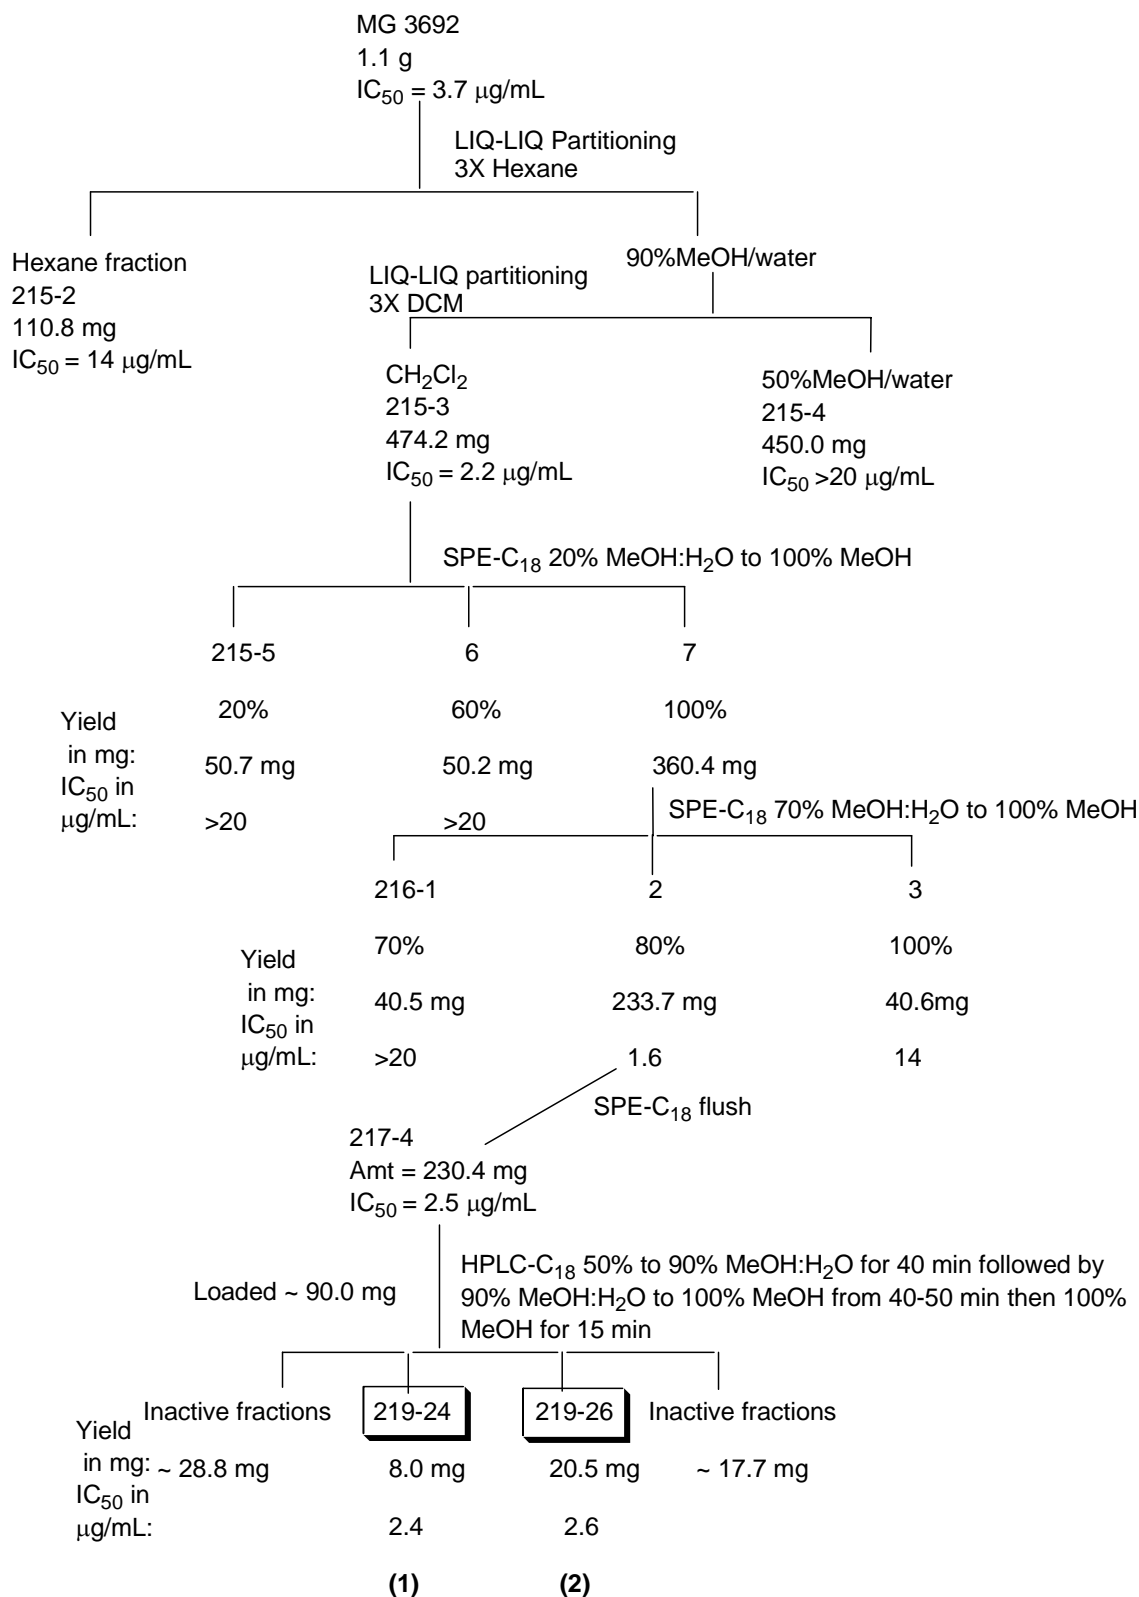 MG 3692
1.1 g
IC50 = 3.7 μg/mL
LIQ-LIQ Partitioning
3X Hexane
Hexane fraction
215-2
110.8 mg
IC50 = 14 μg/mL
90%MeOH/water
LIQ-LIQ partitioning
3X DCM
CH2Cl2
215-3
474.2 mg
IC50 = 2.2 μg/mL
50%MeOH/water
215-4
450.0 mg
IC50 >20 μg/mL
SPE-C18 20% MeOH:H2O to 100% MeOH
215-5 6 7
20% 60% 100%
Yield
in mg:
50.7 mg 50.2 mg 360.4 mg
IC50 in
μg/mL:
>20 >20
SPE-C18 70% MeOH:H2O to 100% MeOH
216-1 2 3
70% 80% 100%
Yield
in mg:
40.5 mg 233.7 mg 40.6mg
IC50 in
μg/mL:
>20 1.6 14
SPE-C18 flush
217-4
Amt = 230.4 mg
IC50 = 2.5 μg/mL
Loaded ~ 90.0 mg
HPLC-C18 50% to 90% MeOH:H2O for 40 min followed by
90% MeOH:H2O to 100% MeOH from 40-50 min then 100%
MeOH for 15 min
Inactive fractions 219-24 219-26 Inactive fractions
Yield
in mg:
~ 28.8 mg 8.0 mg 20.5 mg ~ 17.7 mg
IC50 in
μg/mL:
2.4 2.6
(1) (2)